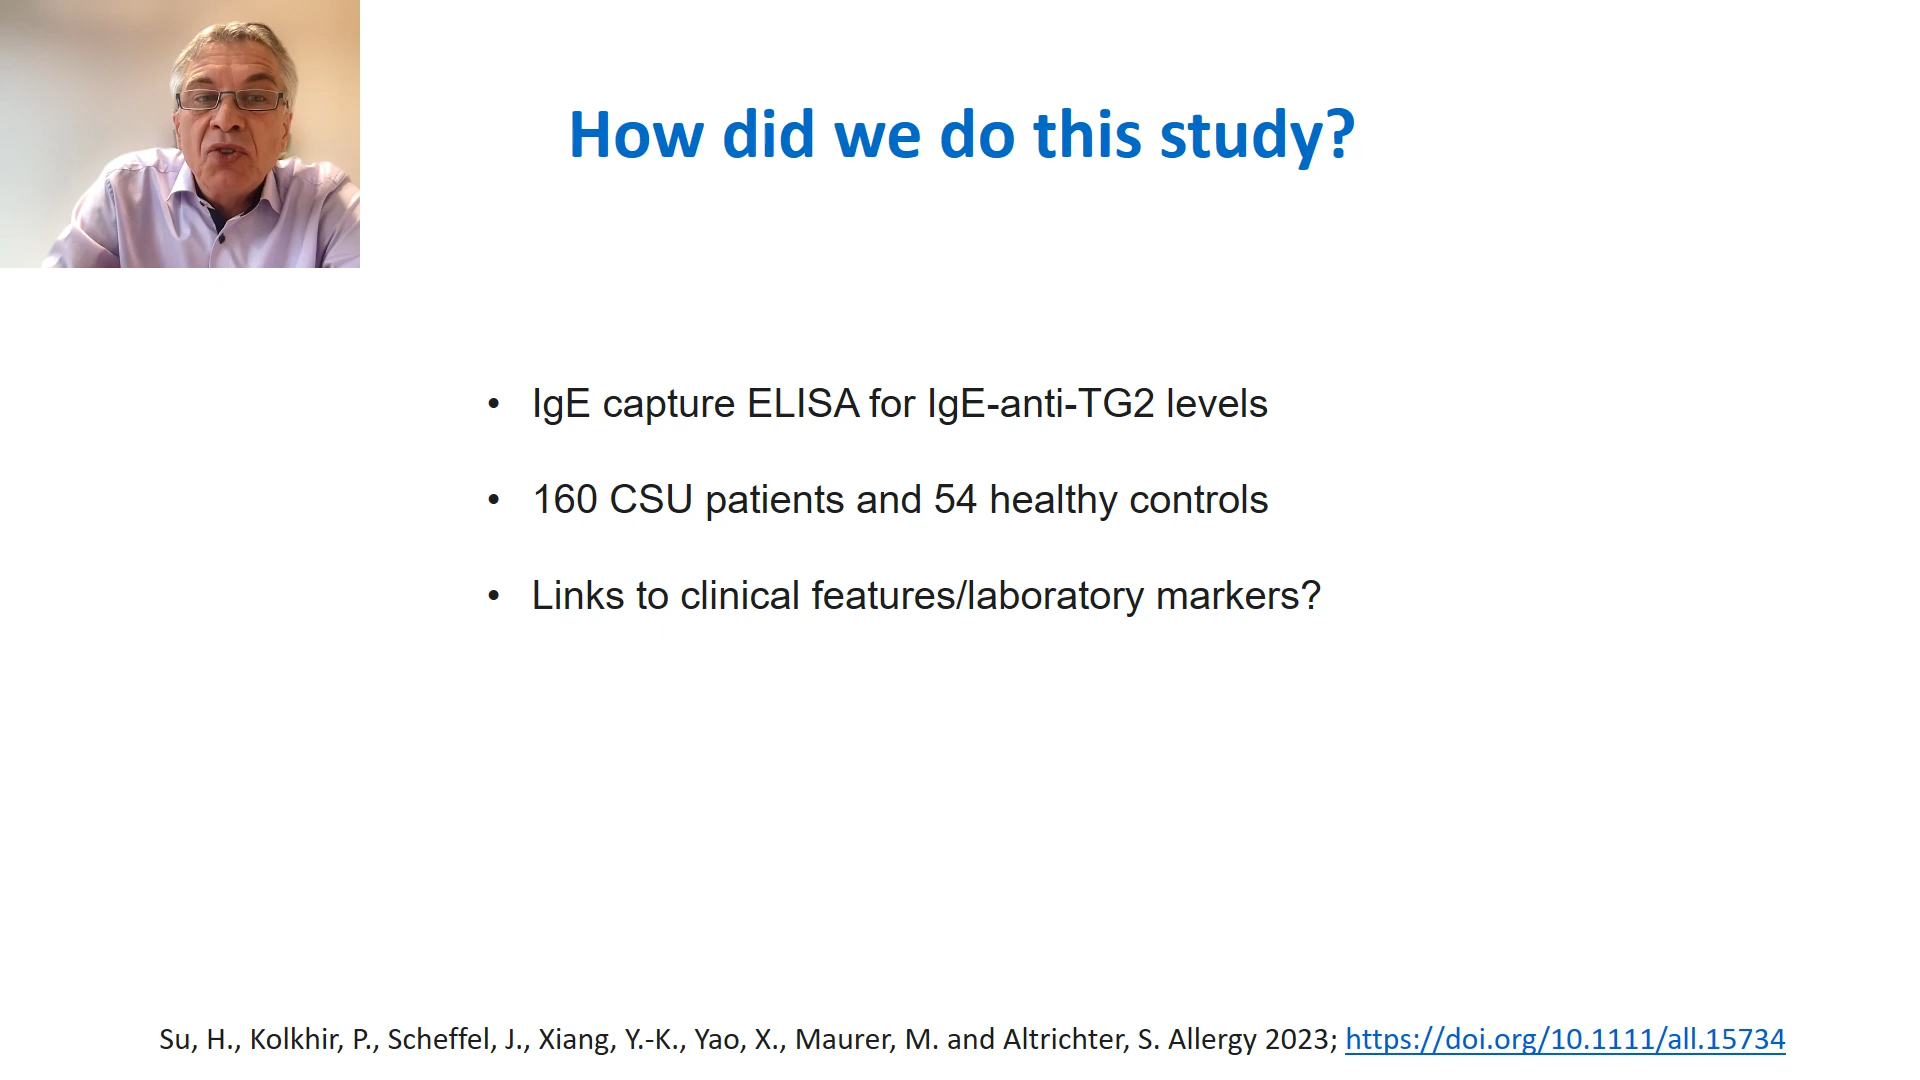 How did we do this study?
• IgE capture ELISA for IgE-anti-TG2 levels
• 160 CSU patients and 54 healthy controls
• Links to clinical features/laboratory markers?
Su, H., Kolkhir, P., Scheffel, J., Xiang, Y.-K., Yao, X., Maurer, M. and Altrichter, S. Allergy 2023; https://doi.org/10.1111/all.15734